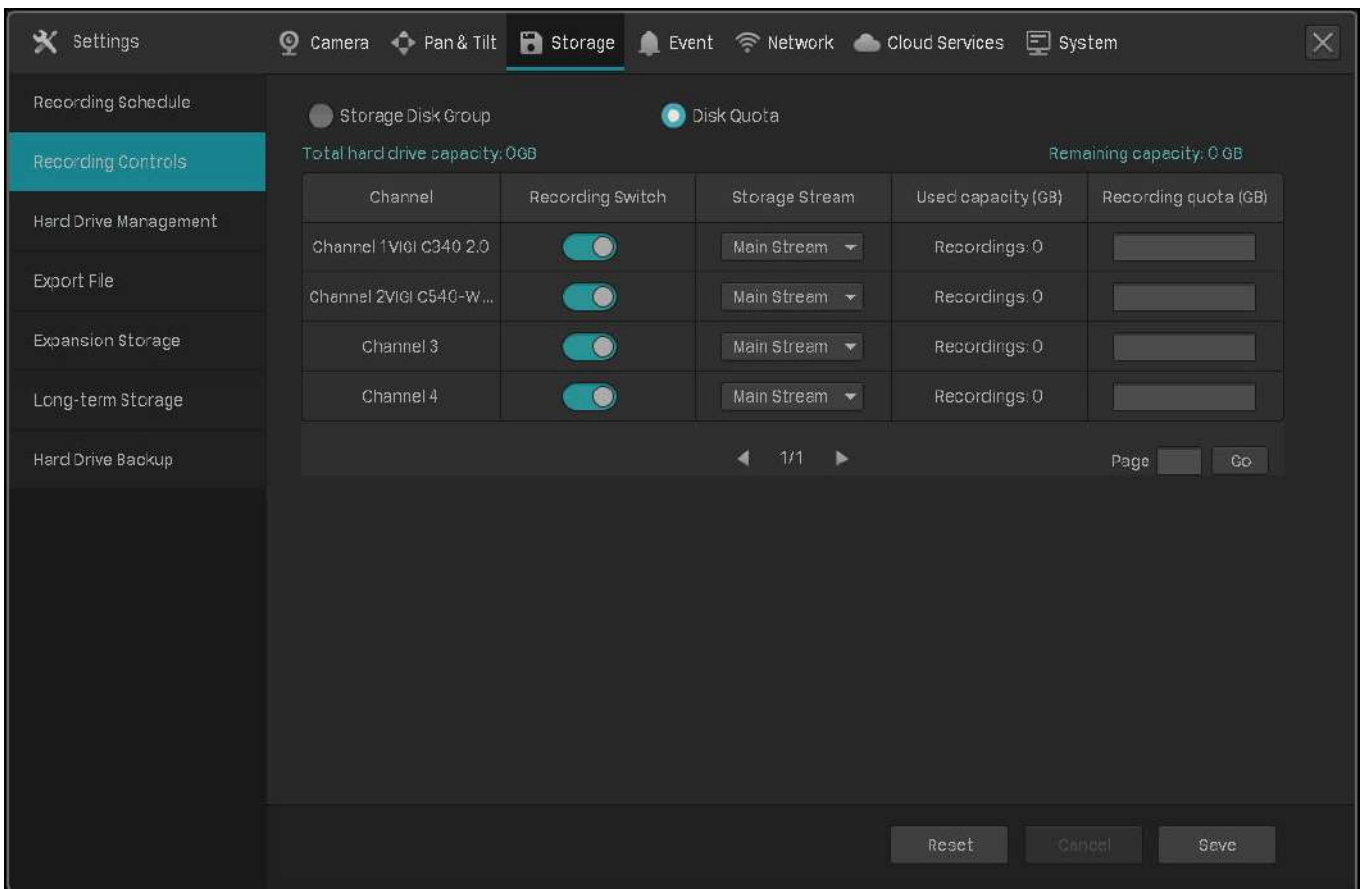 Settings Camera Pan & Tilt Storage Event Network Cloud Services System
Recording Schedule
Storage Disk Group Disk Quota
Recording Controls
Total hard drive capacity: 0GB Remaining capacity: 0 GB
Channel Recording Switch Storage Stream Used capacity (GB) Recording quota (GB)
Hard Drive Management
Channel 1VIGI C340 2.0 Main Stream Recordings: 0
Export File
Channel 2VIGI C540-W... Main Stream Recordings: 0
Expansion Storage
Channel 3 Main Stream Recordings: 0
Long-term Storage
Channel 4 Main Stream Recordings: 0
Hard Drive Backup
1/1 Page Go
Reset Cancel Save